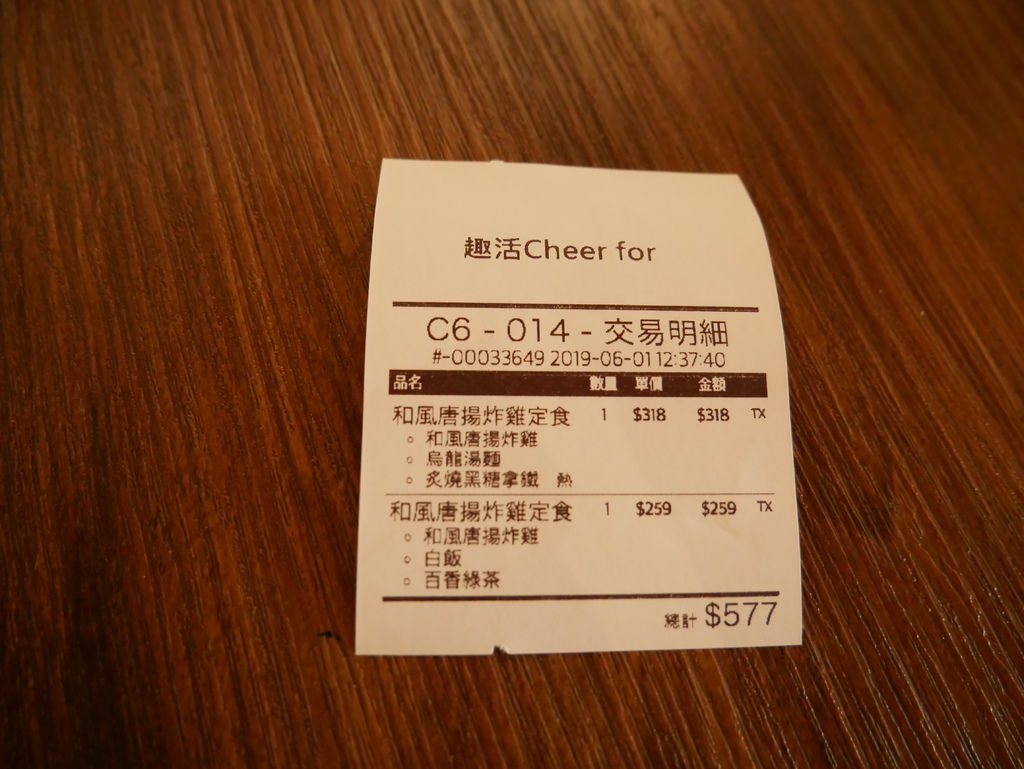 趣活Cheer for
C6 - 014 - 交易明細
#-00033649 2019-06-01 12:37:40
品名 數量 單價 金額
和風唐揚炸雞定食 1 $318 $318 TX
。 和風唐揚炸雞
。 烏龍湯麵
。 炙燒黑糖拿鐵 熱
和風唐揚炸雞定食 1 $259 $259 TX
。 和風唐揚炸雞
。 白飯
。 百香綠茶
總計 $577